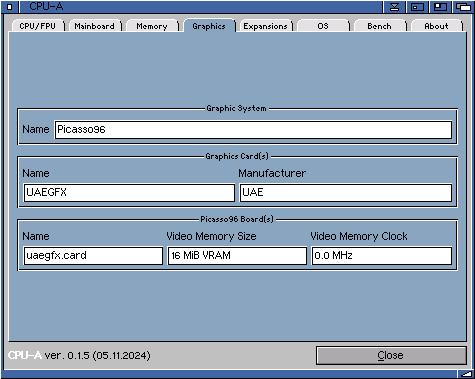 CPU-A
CPU/FPU Mainboard Memory Graphics Expansions OS Bench About
Graphic System
Name Picasso96
Graphics Card(s)
Name Manufacturer
UAEGFX UAE
Picasso96 Board(s)
Name Video Memory Size Video Memory Clock
uaegfx.card 16 MiB VRAM 0.0 MHz
CPU-A ver. 0.1.5 (05.11.2024) Close